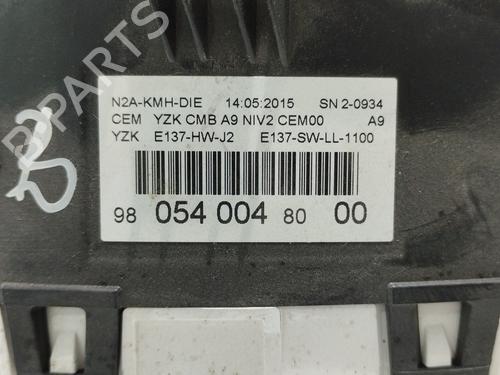 B-PARTS
N2A-KMH-DIE 14:05:2015 SN 2-0934
CEM YZK CMB A9 NIV2 CEM00 A9
YZK E137-HW-J2 E137-SW-LL-1100
98 054 004 80 00